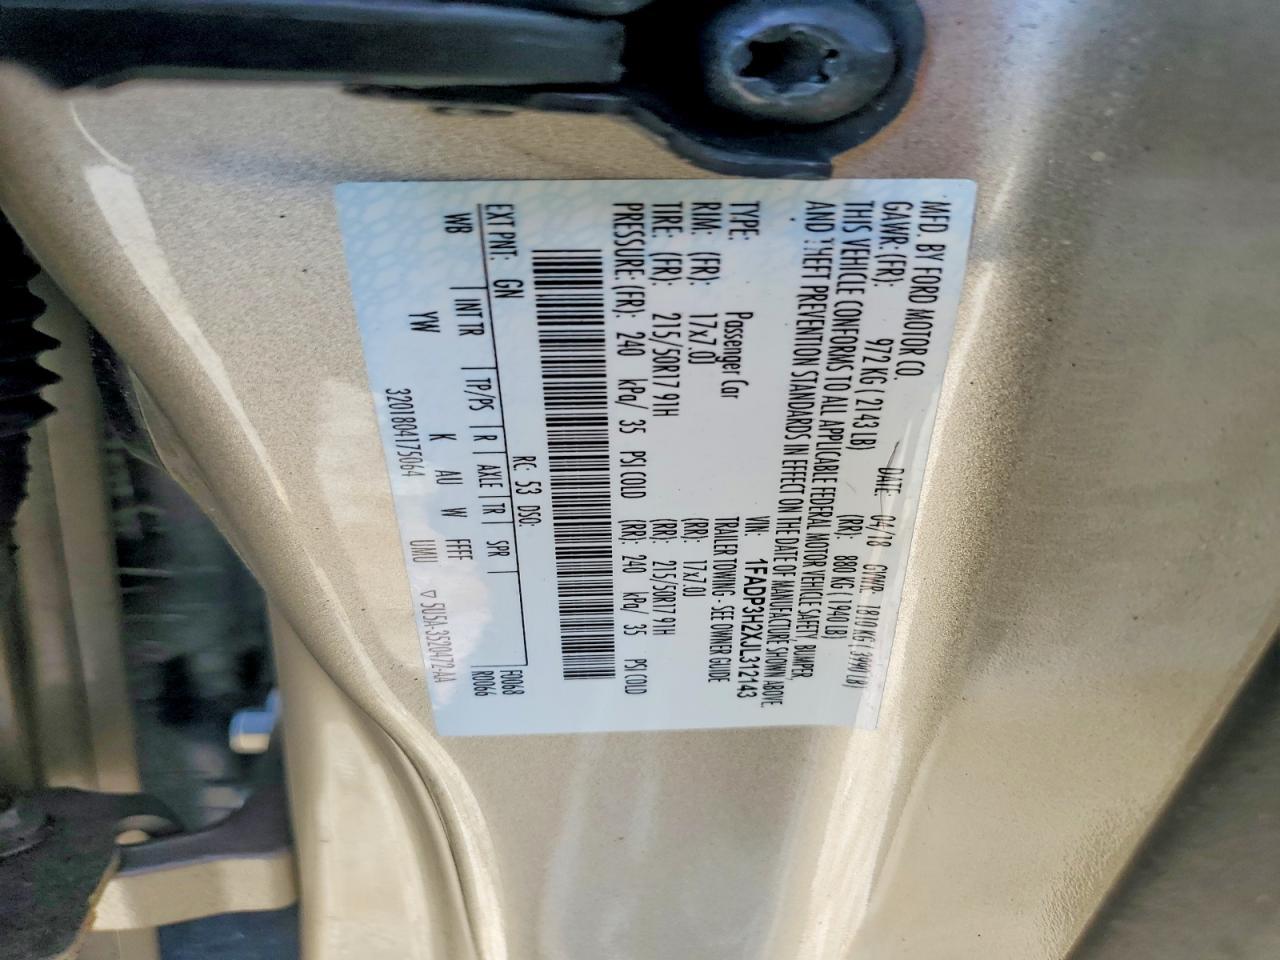 MFD. BY FORD MOTOR CO.
DATE: 04/18 GVWR: 1810 KG ( 3990 LB)
GAWR: (FR): 972 KG ( 2143 LB) (RR): 880 KG ( 1940 LB)
THIS VEHICLE CONFORMS TO ALL APPLICABLE FEDERAL MOTOR VEHICLE SAFETY, BUMPER,
AND THEFT PREVENTION STANDARDS IN EFFECT ON THE DATE OF MANUFACTURE SHOWN ABOVE.
VIN: 1FADP3H2XJL312143
TYPE: Passenger Car TRAILER TOWING - SEE OWNER GUIDE
RIM: (FR): 17x7.0J (RR): 17x7.0J
TIRE: (FR): 215/50R17 91H (RR): 215/50R17 91H
PRESSURE: (FR): 240 kPa/ 35 PSI COLD (RR): 240 kPa/ 35 PSI COLD
F0068
EXT PNT: GN RC: 53 DSO: R0066
WB INT TR TP/PS R AXLE TR SPR
YW K AU W FFFF
3201804175064 UMU ▽ 5U5A-3520472-AA